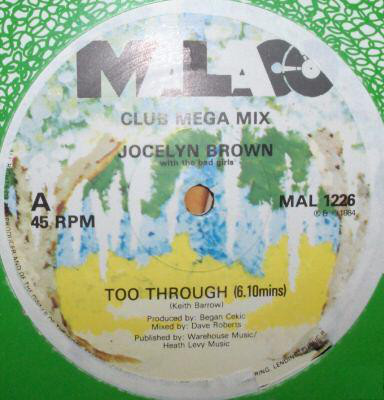 MALACO
CLUB MEGA MIX
JOCELYN BROWN
with the bad girls
A
45 RPM
MAL 1226
1984
TOO THROUGH (6.10mins)
(Keith Barrow)
Produced by: Began Cekic
Mixed by: Dave Roberts
Published by: Warehouse Music/
Heath Levy Music